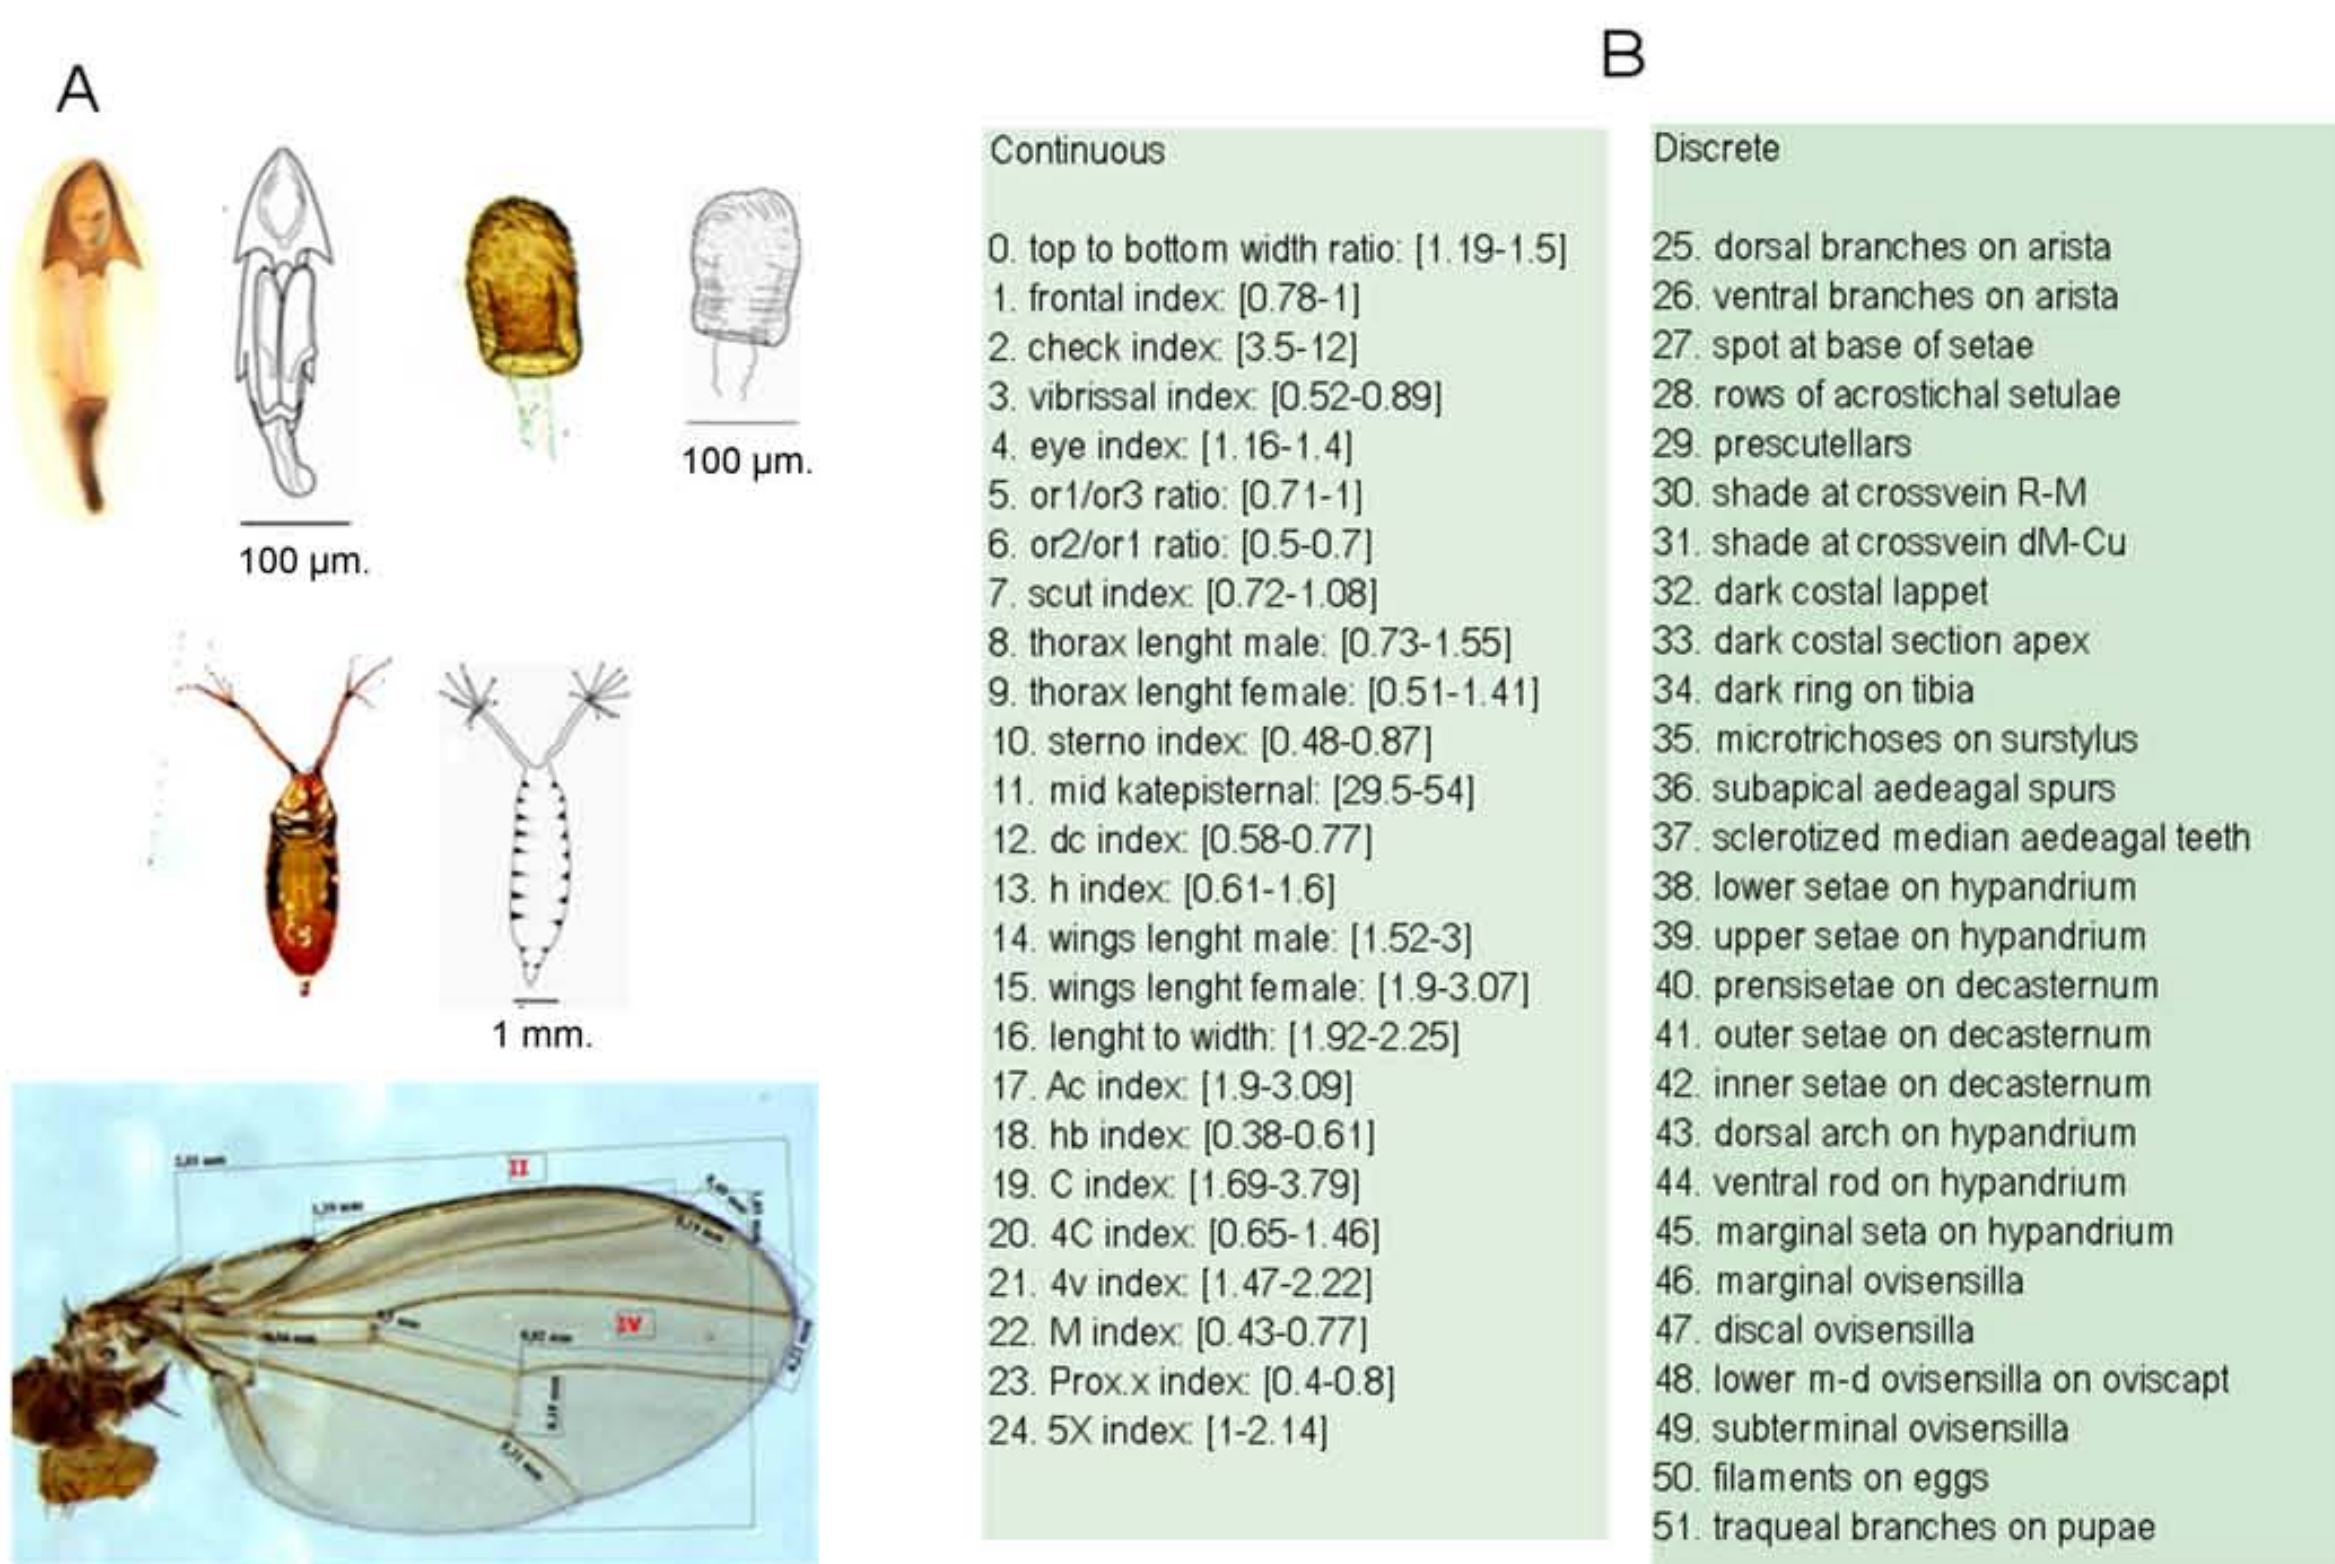 A
100 µm.
100 µm.
1 mm.
II
IV
B
Continuous
0. top to bottom width ratio: [1.19-1.5]
1. frontal index: [0.78-1]
2. check index: [3.5-12]
3. vibrissal index: [0.52-0.89]
4. eye index: [1.16-1.4]
5. or1/or3 ratio: [0.71-1]
6. or2/or1 ratio: [0.5-0.7]
7. scut index: [0.72-1.08]
8. thorax lenght male: [0.73-1.55]
9. thorax lenght female: [0.51-1.41]
10. sterno index: [0.48-0.87]
11. mid katepisternal: [29.5-54]
12. dc index: [0.58-0.77]
13. h index: [0.61-1.6]
14. wings lenght male: [1.52-3]
15. wings lenght female: [1.9-3.07]
16. lenght to width: [1.92-2.25]
17. Ac index: [1.9-3.09]
18. hb index: [0.38-0.61]
19. C index: [1.69-3.79]
20. 4C index: [0.65-1.46]
21. 4v index: [1.47-2.22]
22. M index: [0.43-0.77]
23. Prox.x index: [0.4-0.8]
24. 5X index: [1-2.14]
Discrete
25. dorsal branches on arista
26. ventral branches on arista
27. spot at base of setae
28. rows of acrostichal setulae
29. prescutellars
30. shade at crossvein R-M
31. shade at crossvein dM-Cu
32. dark costal lappet
33. dark costal section apex
34. dark ring on tibia
35. microtrichoses on surstylus
36. subapical aedeagal spurs
37. sclerotized median aedeagal teeth
38. lower setae on hypandrium
39. upper setae on hypandrium
40. prensisetae on decasternum
41. outer setae on decasternum
42. inner setae on decasternum
43. dorsal arch on hypandrium
44. ventral rod on hypandrium
45. marginal seta on hypandrium
46. marginal ovisensilla
47. discal ovisensilla
48. lower m-d ovisensilla on oviscapt
49. subterminal ovisensilla
50. filaments on eggs
51. traqueal branches on pupae